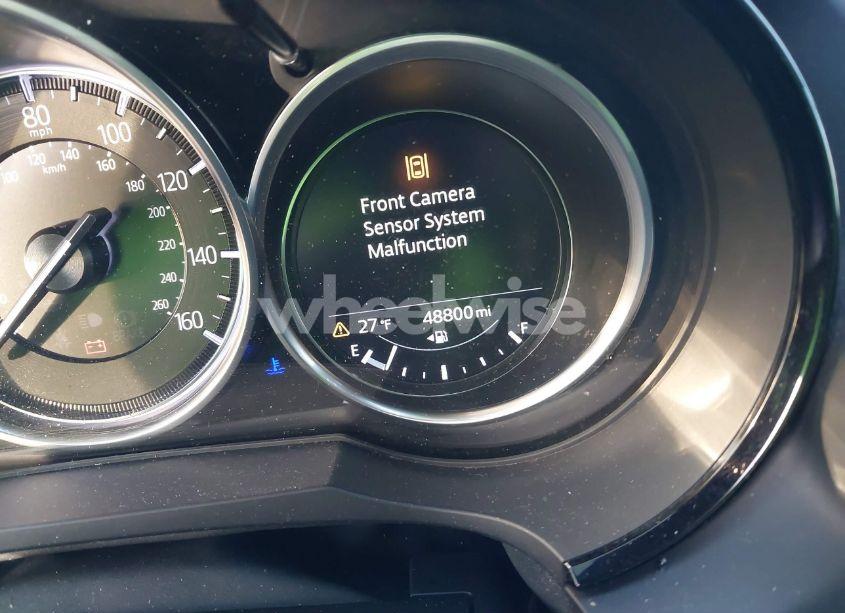 80
mph
100
120
140
160
100
120
140
160
km/h
180
200
220
240
260
Front Camera
Sensor System
Malfunction
wheelwise
27°F
48800 mi
E
F